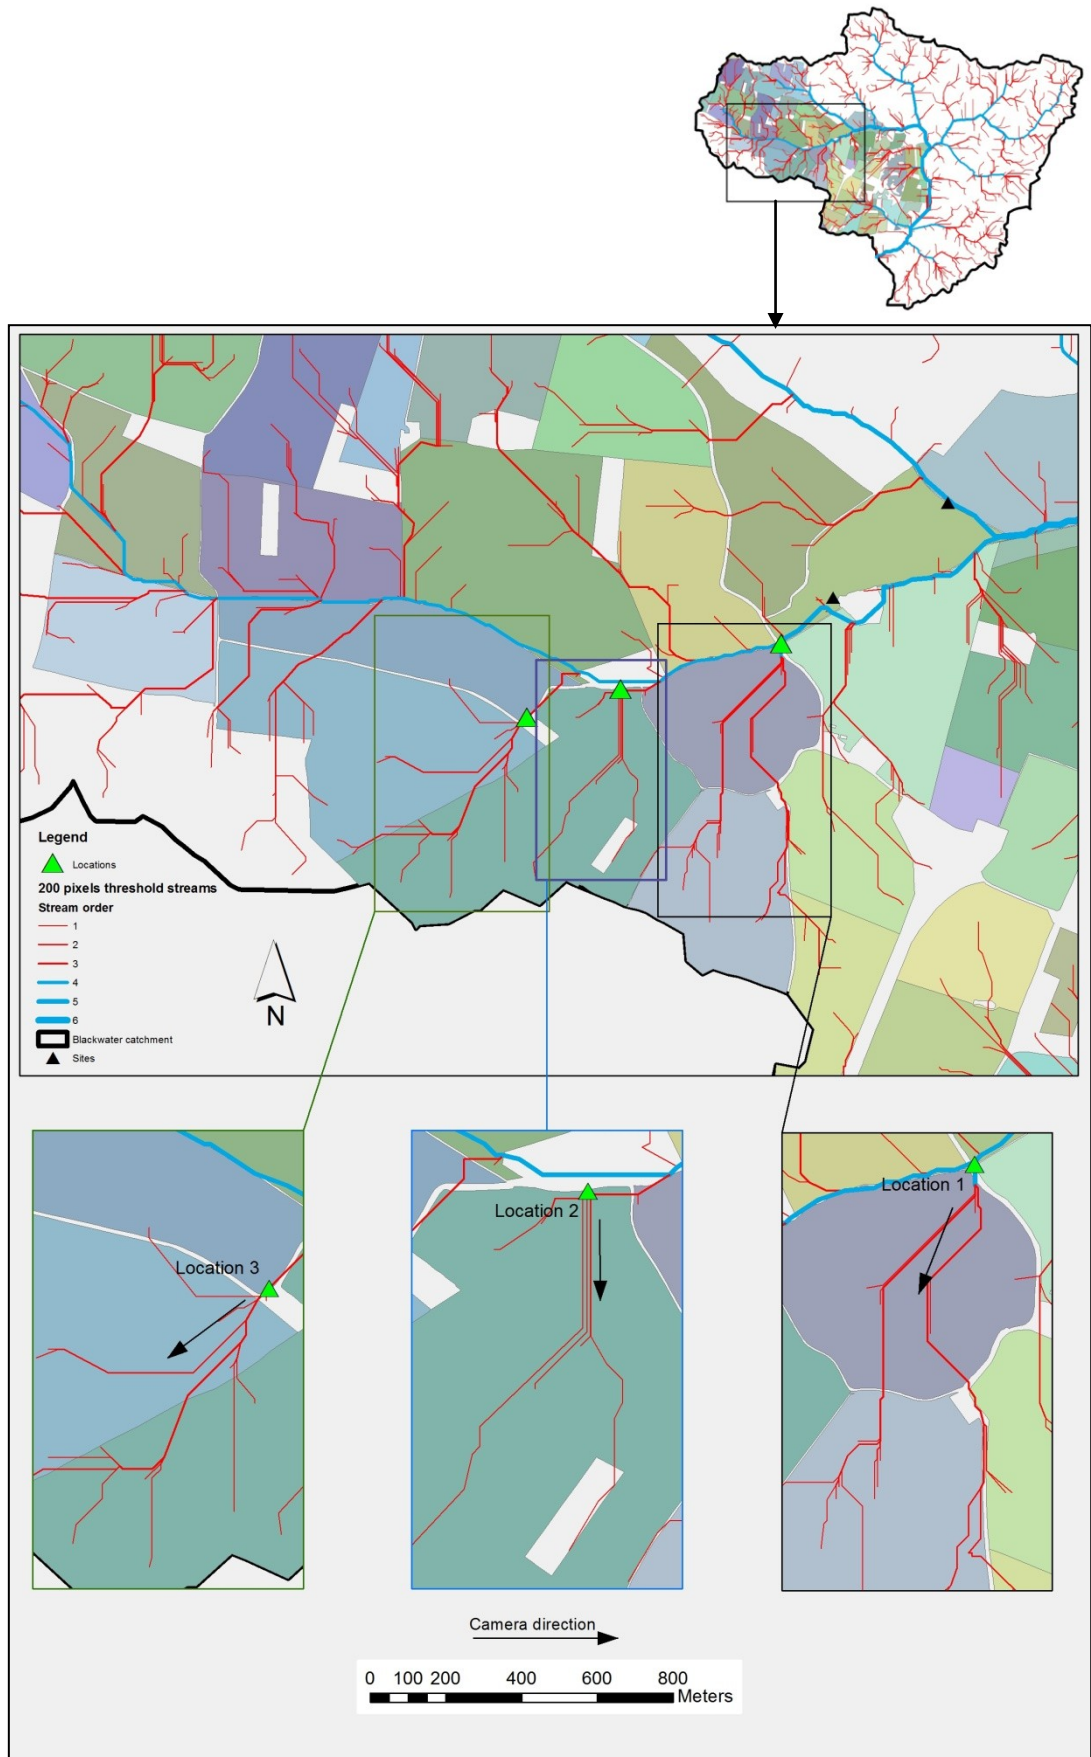 Legend
Locations
200 pixels threshold streams
Stream order
1
2
3
4
5
6
Blackwater catchment
Sites
N
Location 3
Location 2
Location 1
Camera direction
0 100 200 400 600 800
Meters